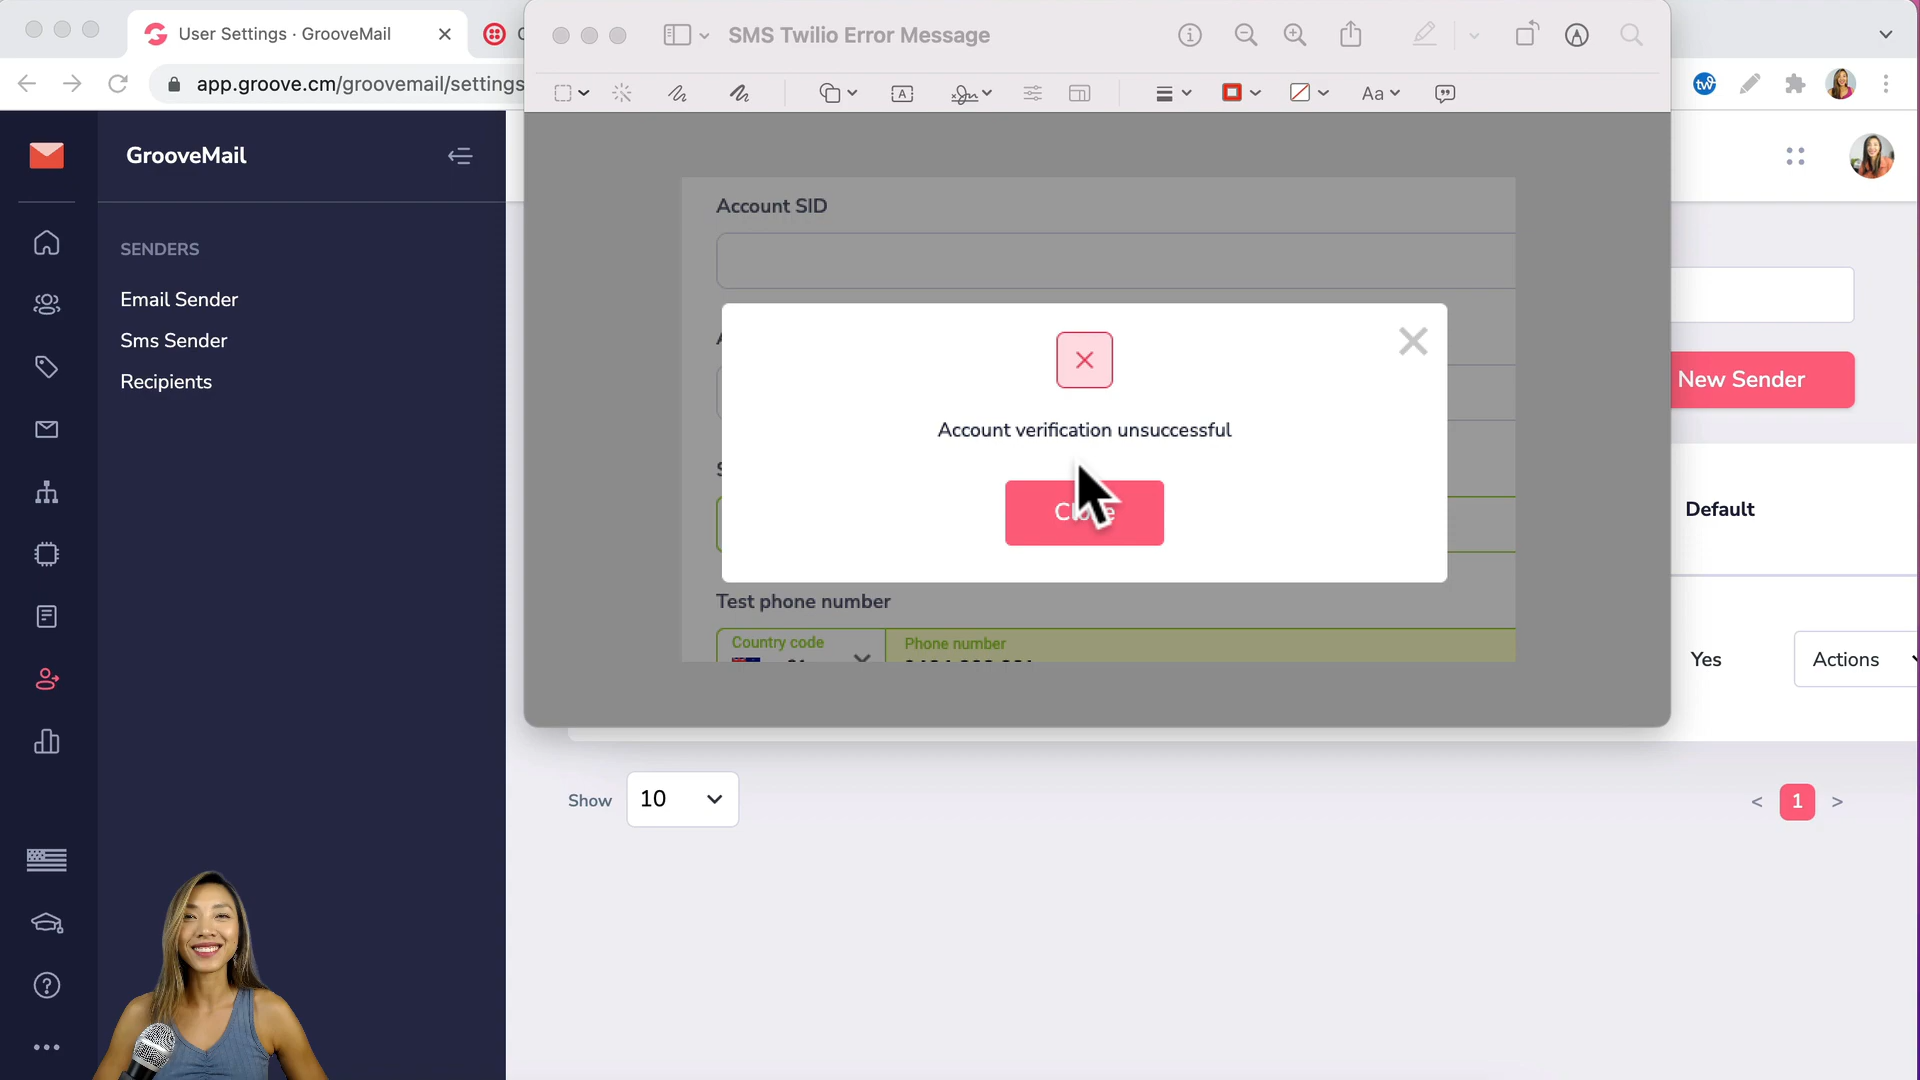 User Settings · GrooveMail
SMS Twilio Error Message
app.groove.cm/groovemail/settings
tw
A
Aa
GrooveMail
Account SID
SENDERS
Email Sender
Sms Sender
Recipients
Account verification unsuccessful
Close
New Sender
Default
Test phone number
Country code
Phone number
Yes
Actions
Show
10
<
1
>